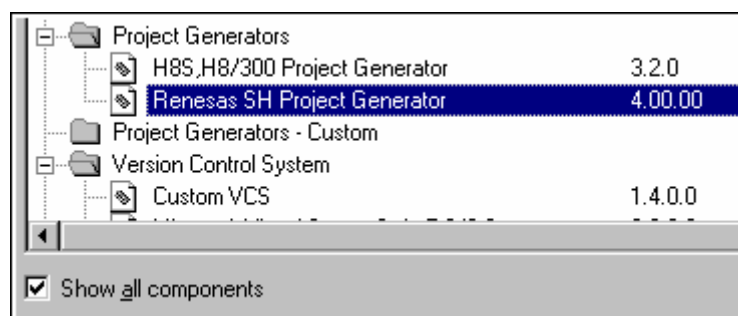 Project Generators
H8S,H8/300 Project Generator 3.2.0
Renesas SH Project Generator 4.00.00
Project Generators - Custom
Version Control System
Custom VCS 1.4.0.0
Show all components